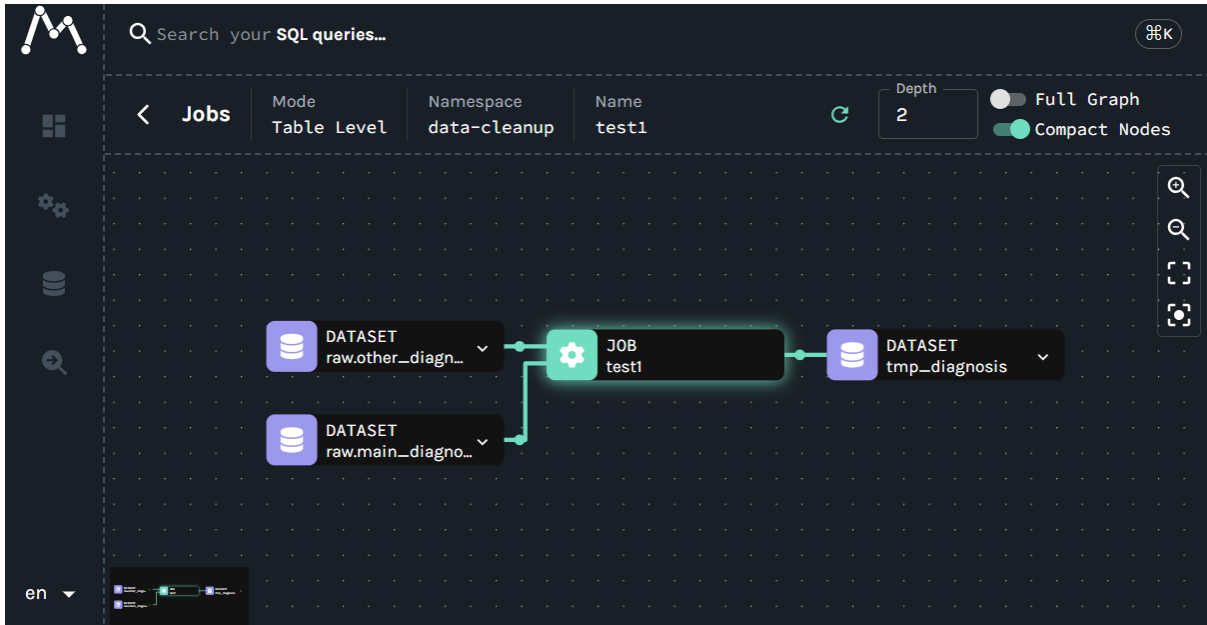 Search your SQL queries...
⌘K
Jobs
Mode
Table Level
Namespace
data-cleanup
Name
test1
Depth
2
Full Graph
Compact Nodes
DATASET
raw.other_diagn...
JOB
test1
DATASET
tmp_diagnosis
DATASET
raw.main_diagno...
en